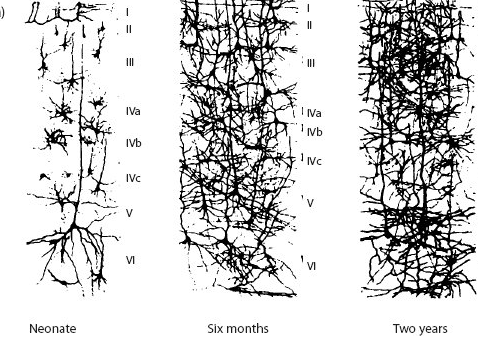 a)
I
II
III
IVa
IVb
IVc
V
VI
I
II
III
IVa
IVb
IVc
V
VI
Neonate
Six months
Two years